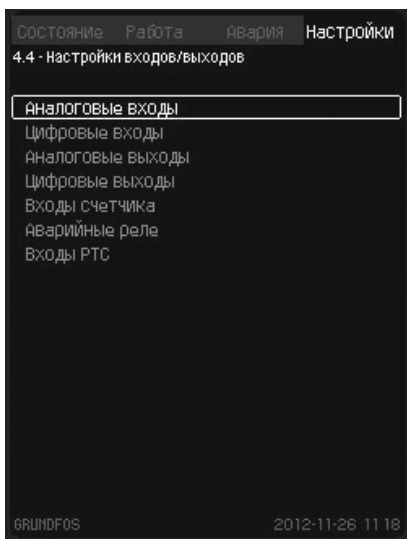 Состояние Работа Авария Настройки
4.4 - Настройки входов/выходов
Аналоговые входы
Цифровые входы
Аналоговые выходы
Цифровые выходы
Входы счетчика
Аварийные реле
Входы PTC
GRUNDFOS 2012-11-26 11:18